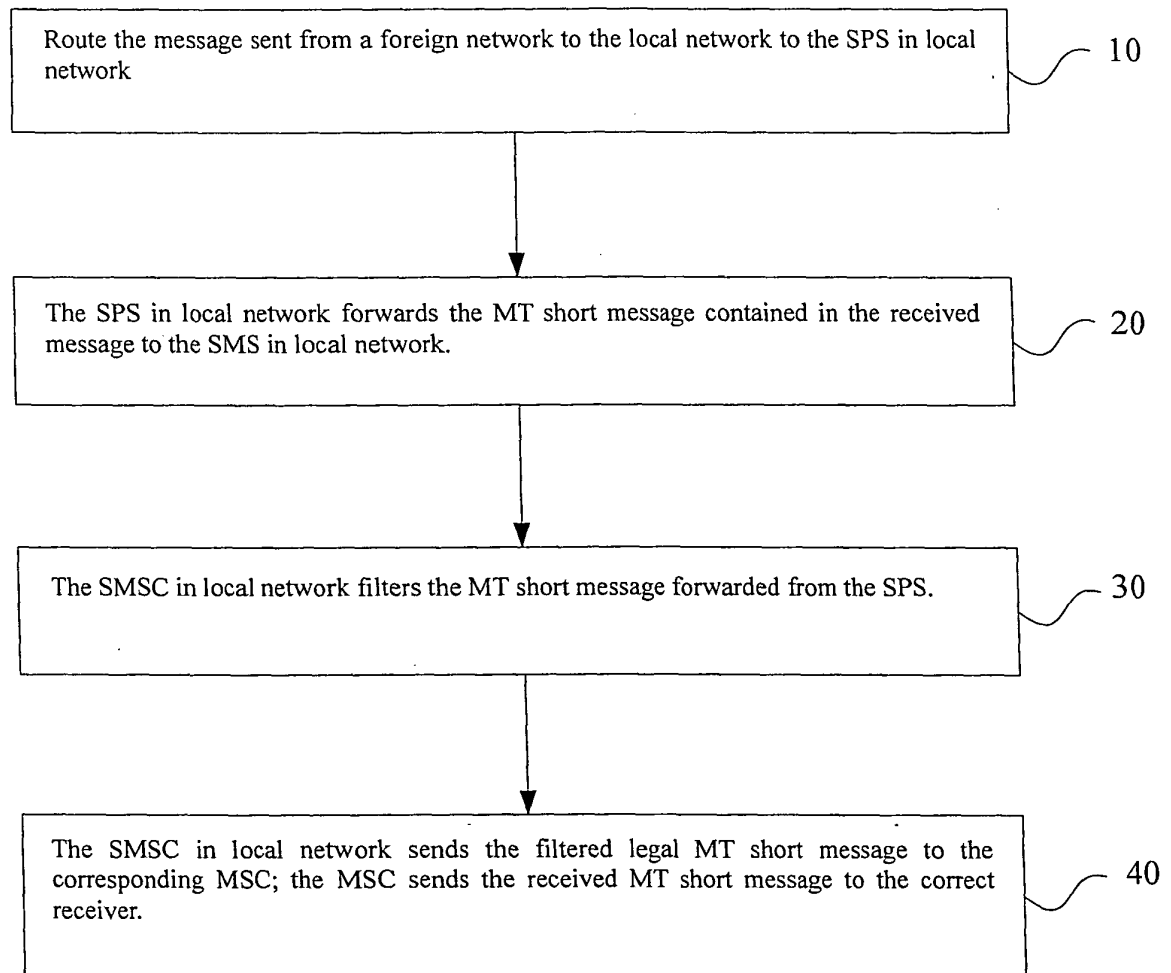 Route the message sent from a foreign network to the local network to the SPS in local
network
10
The SPS in local network forwards the MT short message contained in the received
message to the SMS in local network.
20
The SMSC in local network filters the MT short message forwarded from the SPS.
30
The SMSC in local network sends the filtered legal MT short message to the
corresponding MSC; the MSC sends the received MT short message to the correct
receiver.
40